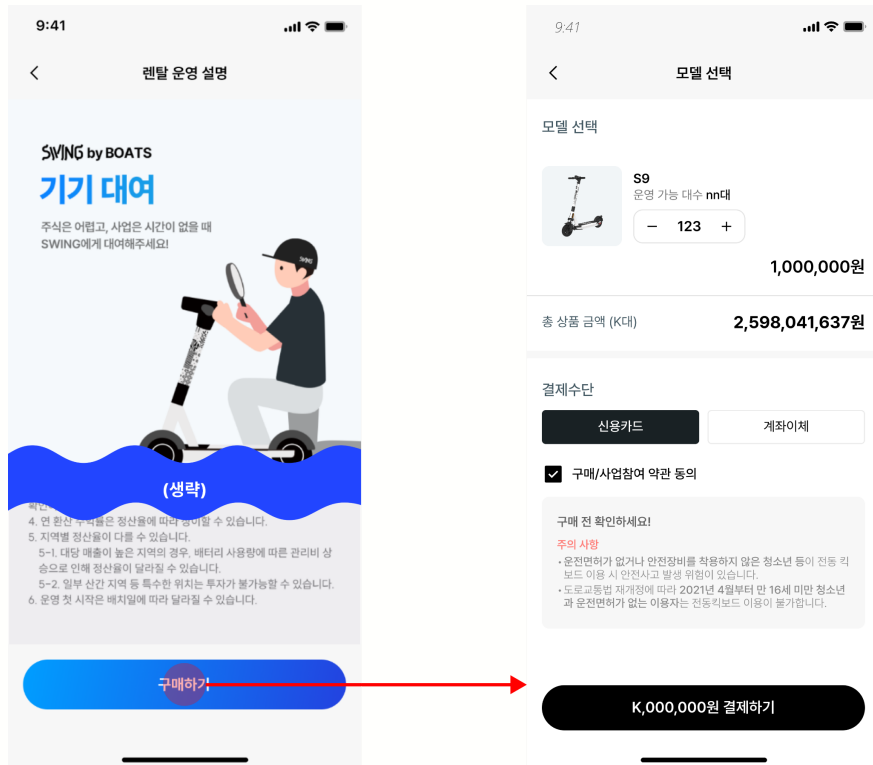 9:41
렌탈 운영 설명
SWING by BOATS
기기 대여
주식은 어렵고, 사업은 시간이 없을 때
SWING에게 대여해주세요!
SWING
(생략)
4. 연 환산 수익률은 정산율에 따라 상이할 수 있습니다.
5. 지역별 정산율이 다를 수 있습니다.
5-1. 대당 매출이 높은 지역의 경우, 배터리 사용량에 따른 관리비 상
승으로 인해 정산율이 달라질 수 있습니다.
5-2. 일부 산간 지역 등 특수한 위치는 투자가 불가능할 수 있습니다.
6. 운영 첫 시작은 배치일에 따라 달라질 수 있습니다.
구매하기
9:41
모델 선택
모델 선택
S9
운영 가능 대수 nn대
− 123 +
1,000,000원
총 상품 금액 (K대)
2,598,041,637원
결제수단
신용카드
계좌이체
구매/사업참여 약관 동의
구매 전 확인하세요!
주의 사항
• 운전면허가 없거나 안전장비를 착용하지 않은 청소년 등이 전동 킥
보드 이용 시 안전사고 발생 위험이 있습니다.
• 도로교통법 재개정에 따라 2021년 4월부터 만 16세 미만 청소년
과 운전면허가 없는 이용자는 전동킥보드 이용이 불가합니다.
K,000,000원 결제하기